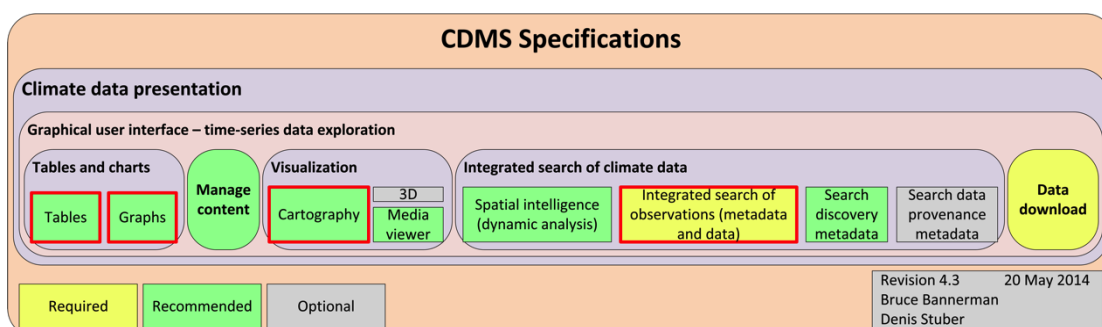 CDMS Specifications
Climate data presentation
Graphical user interface – time-series data exploration
Tables and charts
Tables
Graphs
Manage
content
Visualization
Cartography
3D
Media
viewer
Integrated search of climate data
Spatial intelligence
(dynamic analysis)
Integrated search of
observations (metadata
and data)
Search
discovery
metadata
Search data
provenance
metadata
Data
download
Required
Recommended
Optional
Revision 4.3 20 May 2014
Bruce Bannerman
Denis Stuber